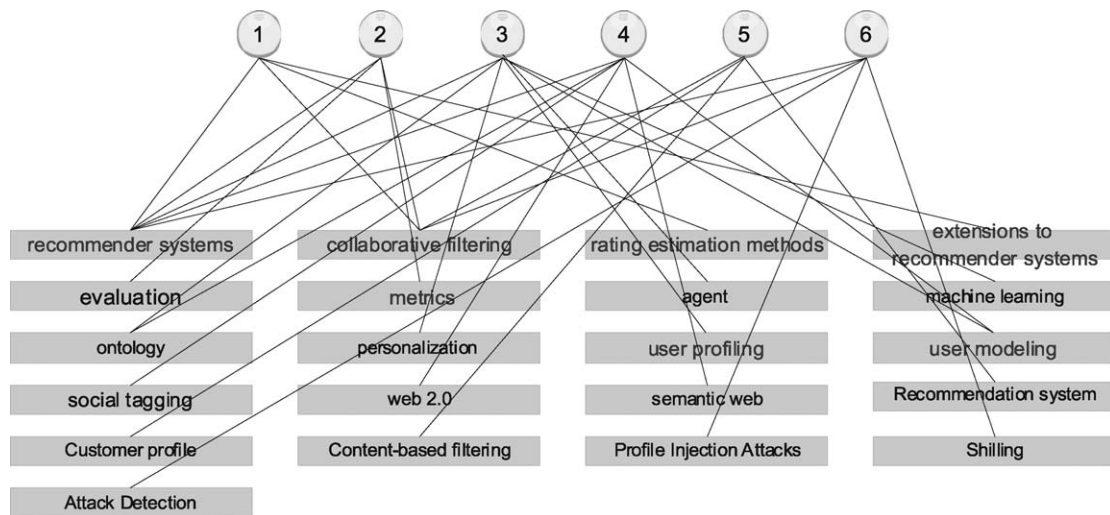 1 2 3 4 5 6
recommender systems collaborative filtering rating estimation methods extensions to
recommender systems
evaluation metrics agent machine learning
ontology personalization user profiling user modeling
social tagging web 2.0 semantic web Recommendation system
Customer profile Content-based filtering Profile Injection Attacks Shilling
Attack Detection